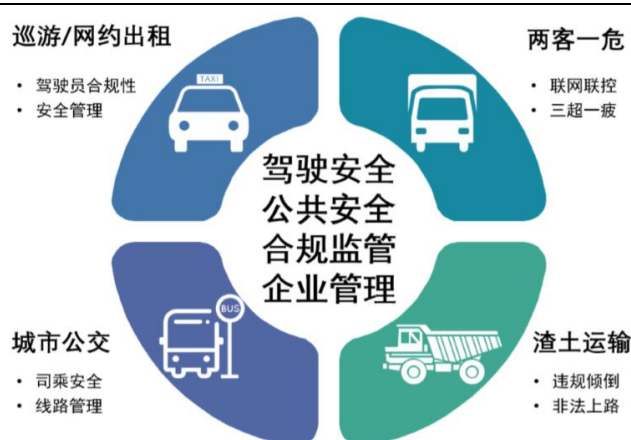 巡游/网约出租
• 驾驶员合规性
• 安全管理
TAXI
两客一危
• 联网联控
• 三超一疲
驾驶安全
公共安全
合规监管
企业管理
城市公交
• 司乘安全
• 线路管理
BUS
渣土运输
• 违规倾倒
• 非法上路